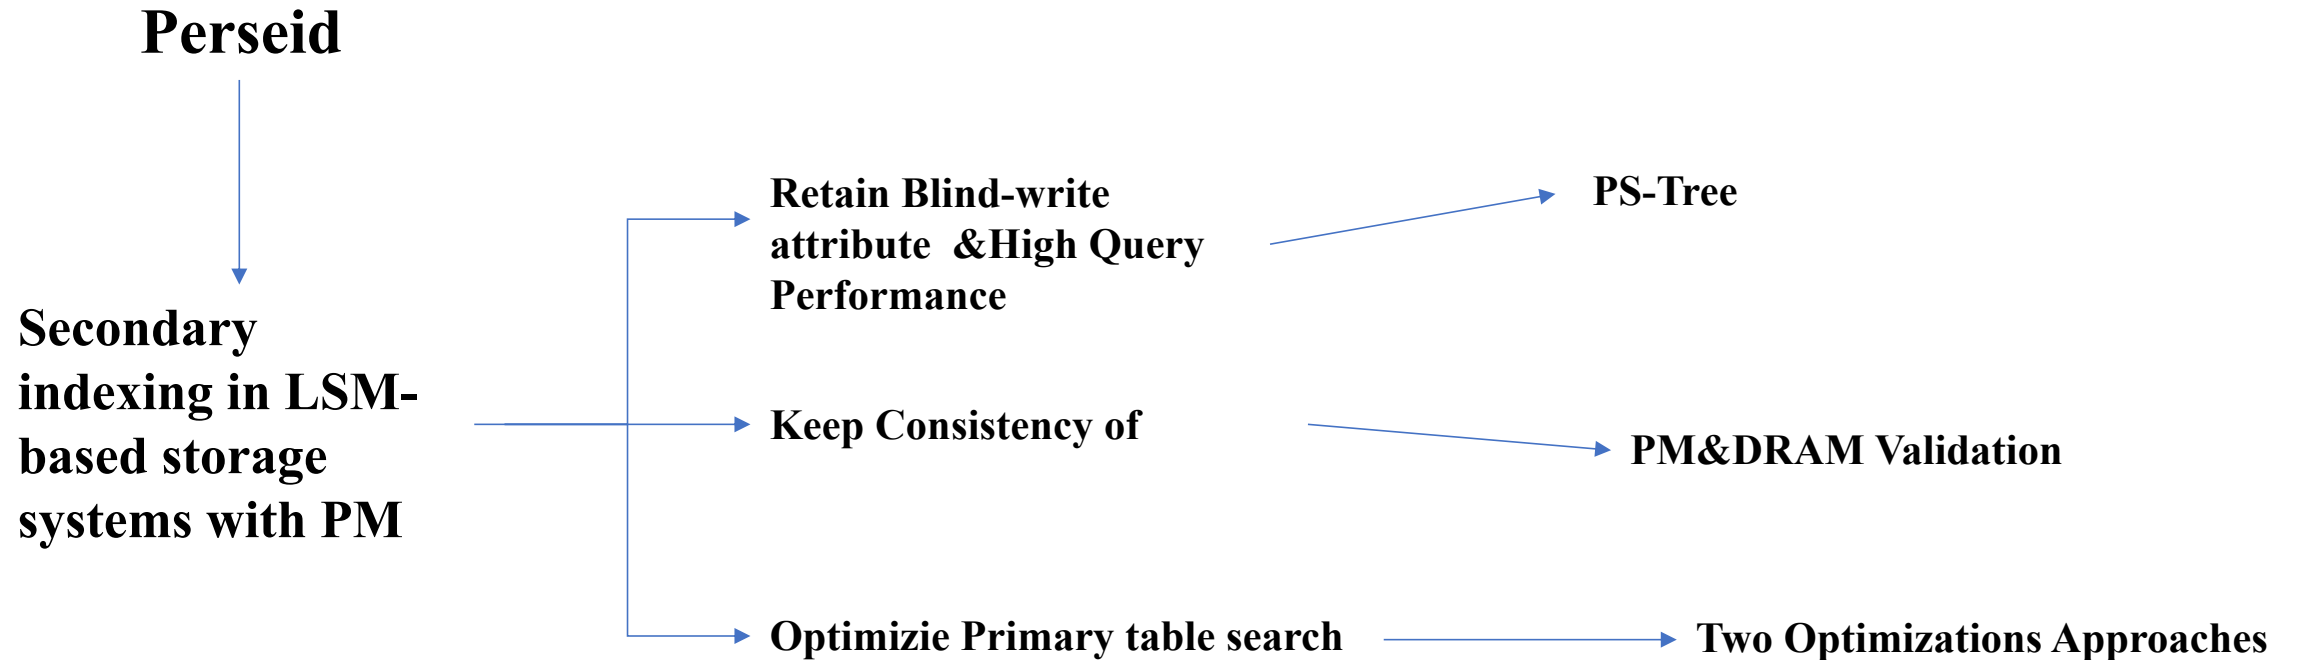 Perseid
Retain Blind-write
attribute  &High Query
Performance
PS-Tree
Secondary
indexing in LSM-
based storage
systems with PM
Keep Consistency of
PM&DRAM Validation
Optimizie Primary table search
Two Optimizations Approaches